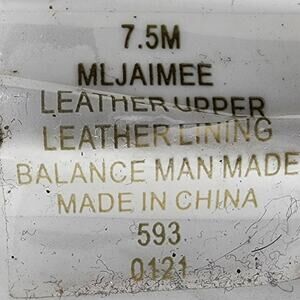 7.5M
MLJAIMEE
LEATHER UPPER
LEATHER LINING
BALANCE MAN MADE
MADE IN CHINA
593
0121